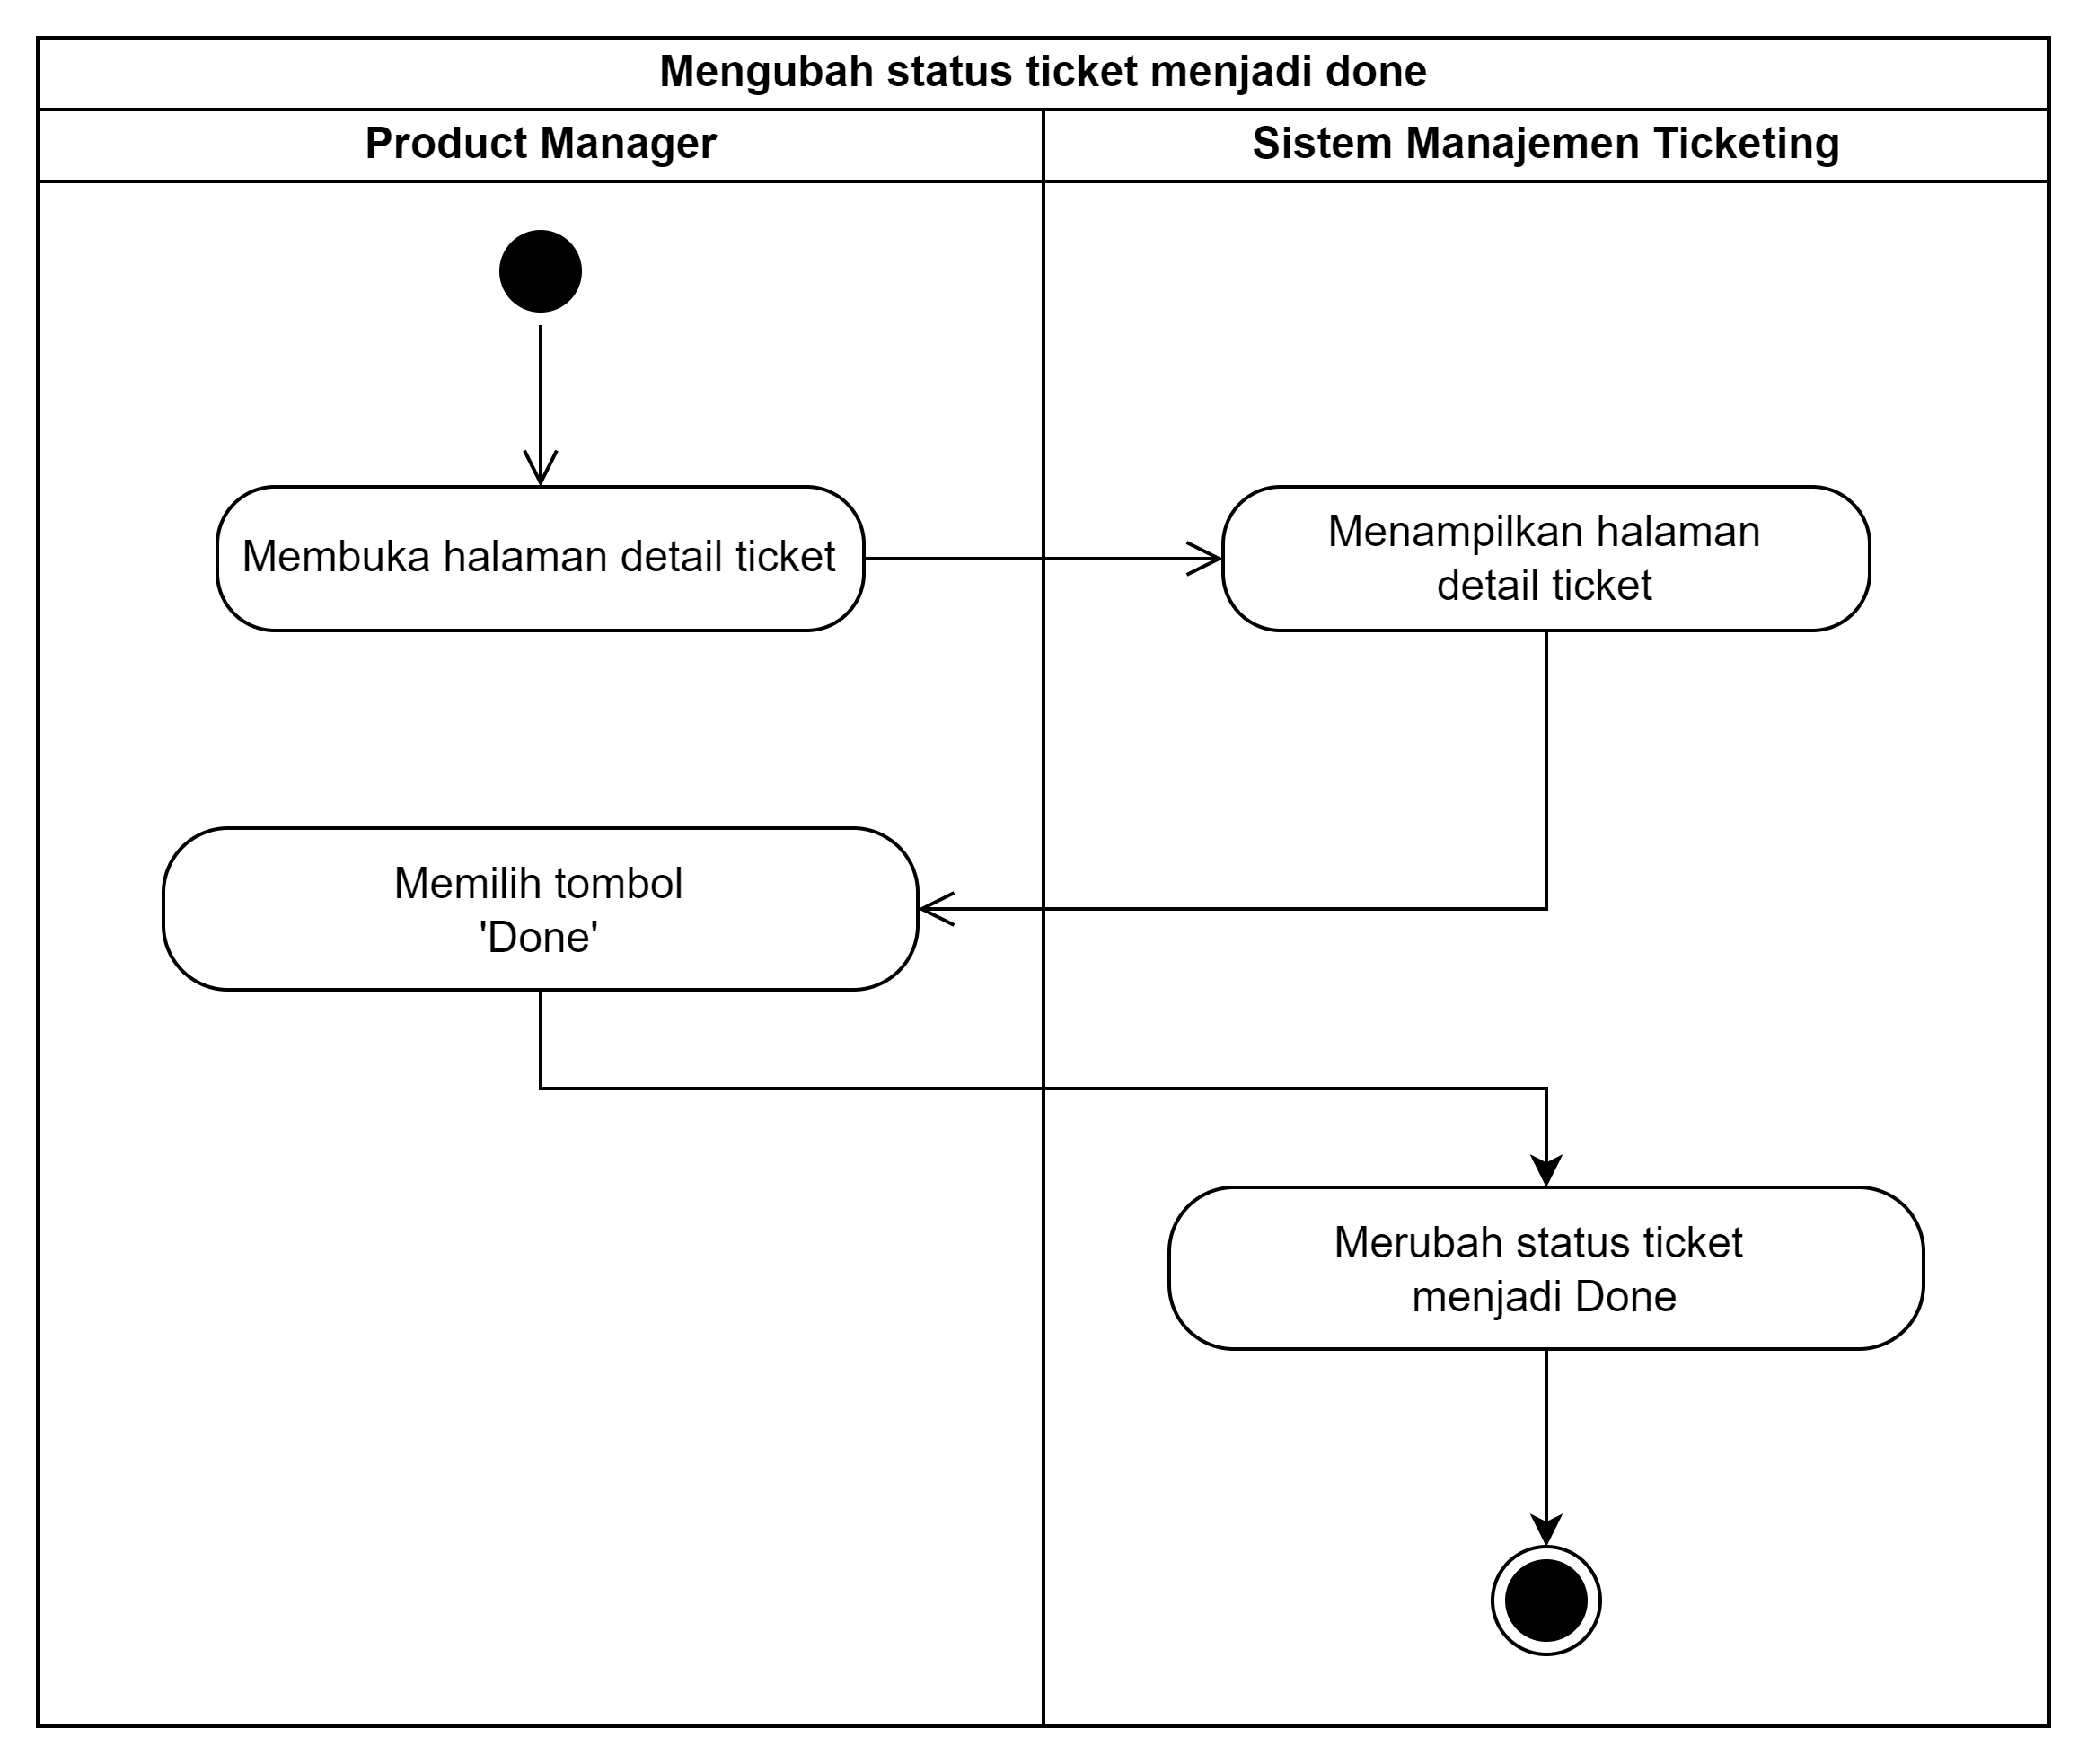 Mengubah status ticket menjadi done
Product Manager
Sistem Manajemen Ticketing
Membuka halaman detail ticket
Menampilkan halaman
detail ticket
Memilih tombol
'Done'
Merubah status ticket
menjadi Done